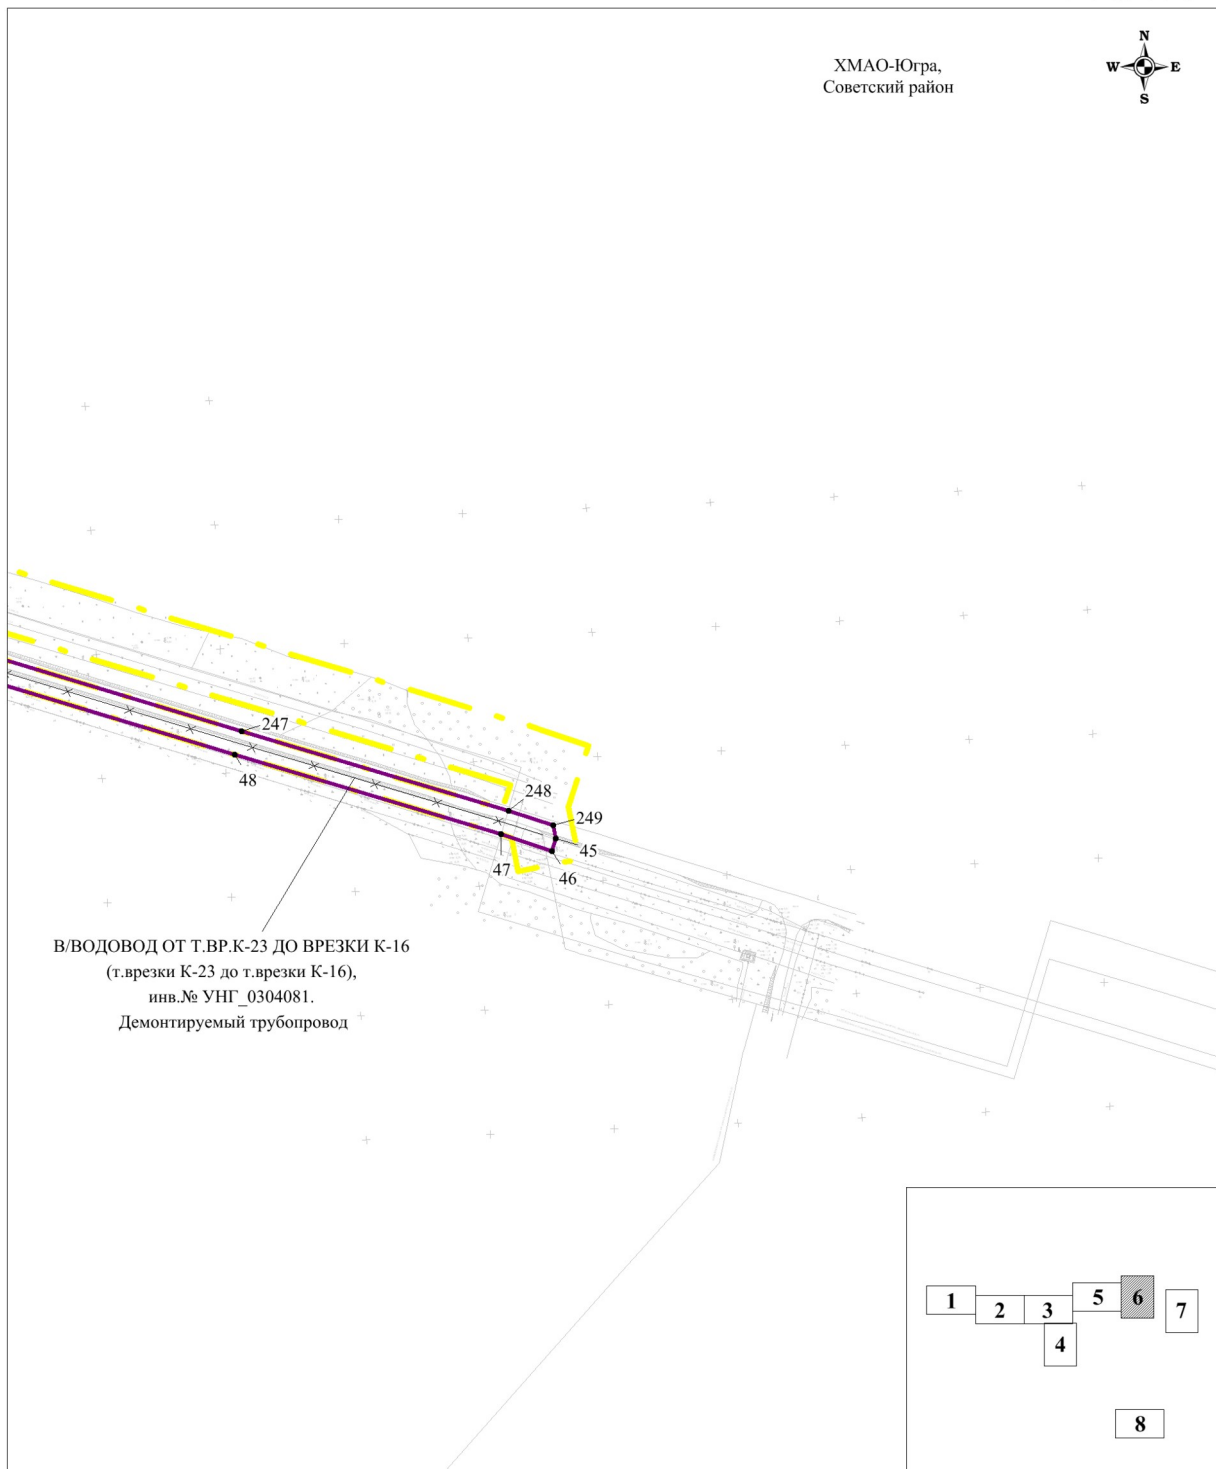 ХМАО-Югра,
Советский район
N
W E
S
247
48
248
249
45
47
46
В/ВОДОВОД ОТ Т.ВР.К-23 ДО ВРЕЗКИ К-16
(т.врезки К-23 до т.врезки К-16),
инв.№ УНГ_0304081.
Демонтируемый трубопровод
1
2
3
4
5
6
7
8